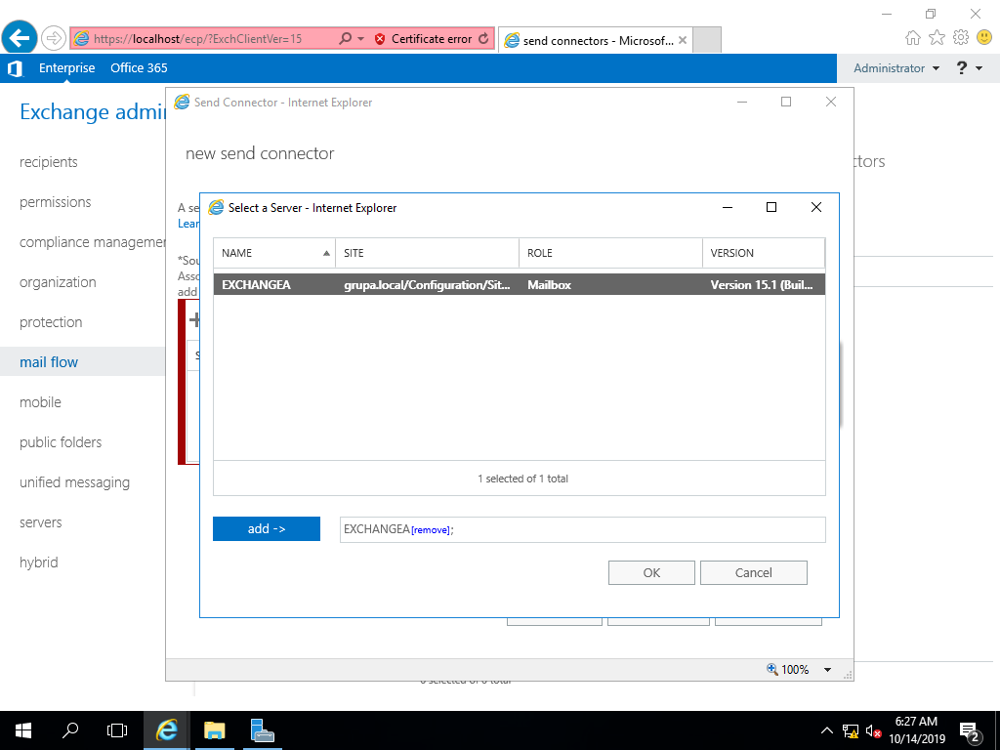 https://localhost/ecp/?ExchClientVer=15
Certificate error
send connectors - Microsof...
Enterprise
Office 365
Administrator
?
Exchange admi
Send Connector - Internet Explorer
new send connector
ctors
recipients
permissions
compliance managemen
organization
protection
mail flow
mobile
public folders
unified messaging
servers
hybrid
A se
Lear
*Sou
Asso
add
S
Select a Server - Internet Explorer
NAME SITE ROLE VERSION
EXCHANGEA grupa.local/Configuration/Sit... Mailbox Version 15.1 (Buil...
1 selected of 1 total
add ->
EXCHANGEA[remove];
OK
Cancel
100%
0 selected of 0 total
6:27 AM
10/14/2019
2